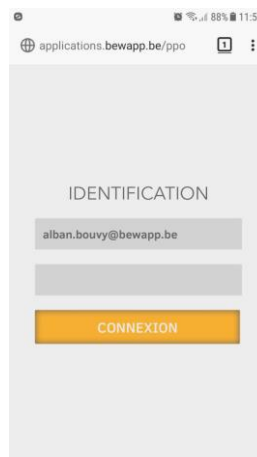 88% 11:5
applications.bewapp.be/ppo 1
IDENTIFICATION
alban.bouvy@bewapp.be
CONNEXION